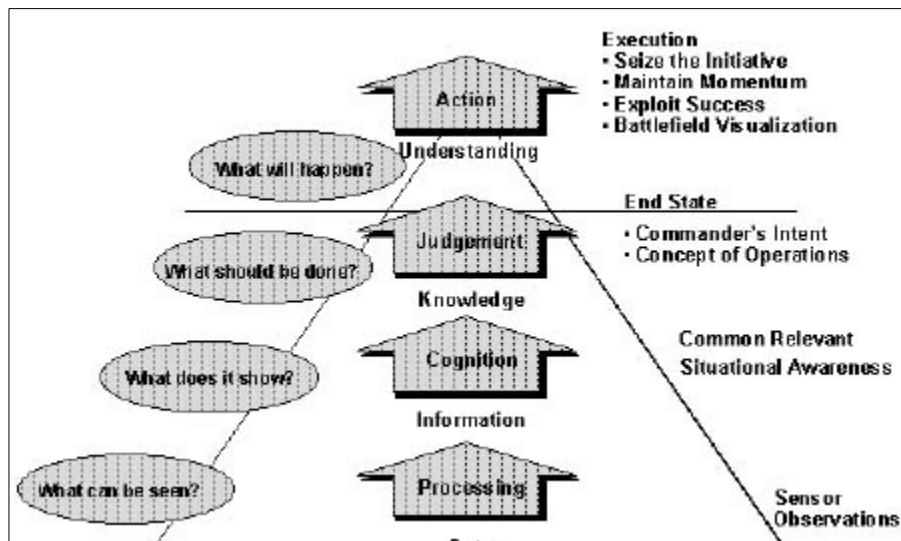 Execution
• Seize the Initiative
• Maintain Momentum
• Exploit Success
• Battlefield Visualization
Action
Understanding
What will happen?
End State
• Commander's Intent
• Concept of Operations
Judgement
What should be done?
Knowledge
Common Relevant
Situational Awareness
Cognition
What does it show?
Information
Processing
What can be seen?
Sensor
Observations